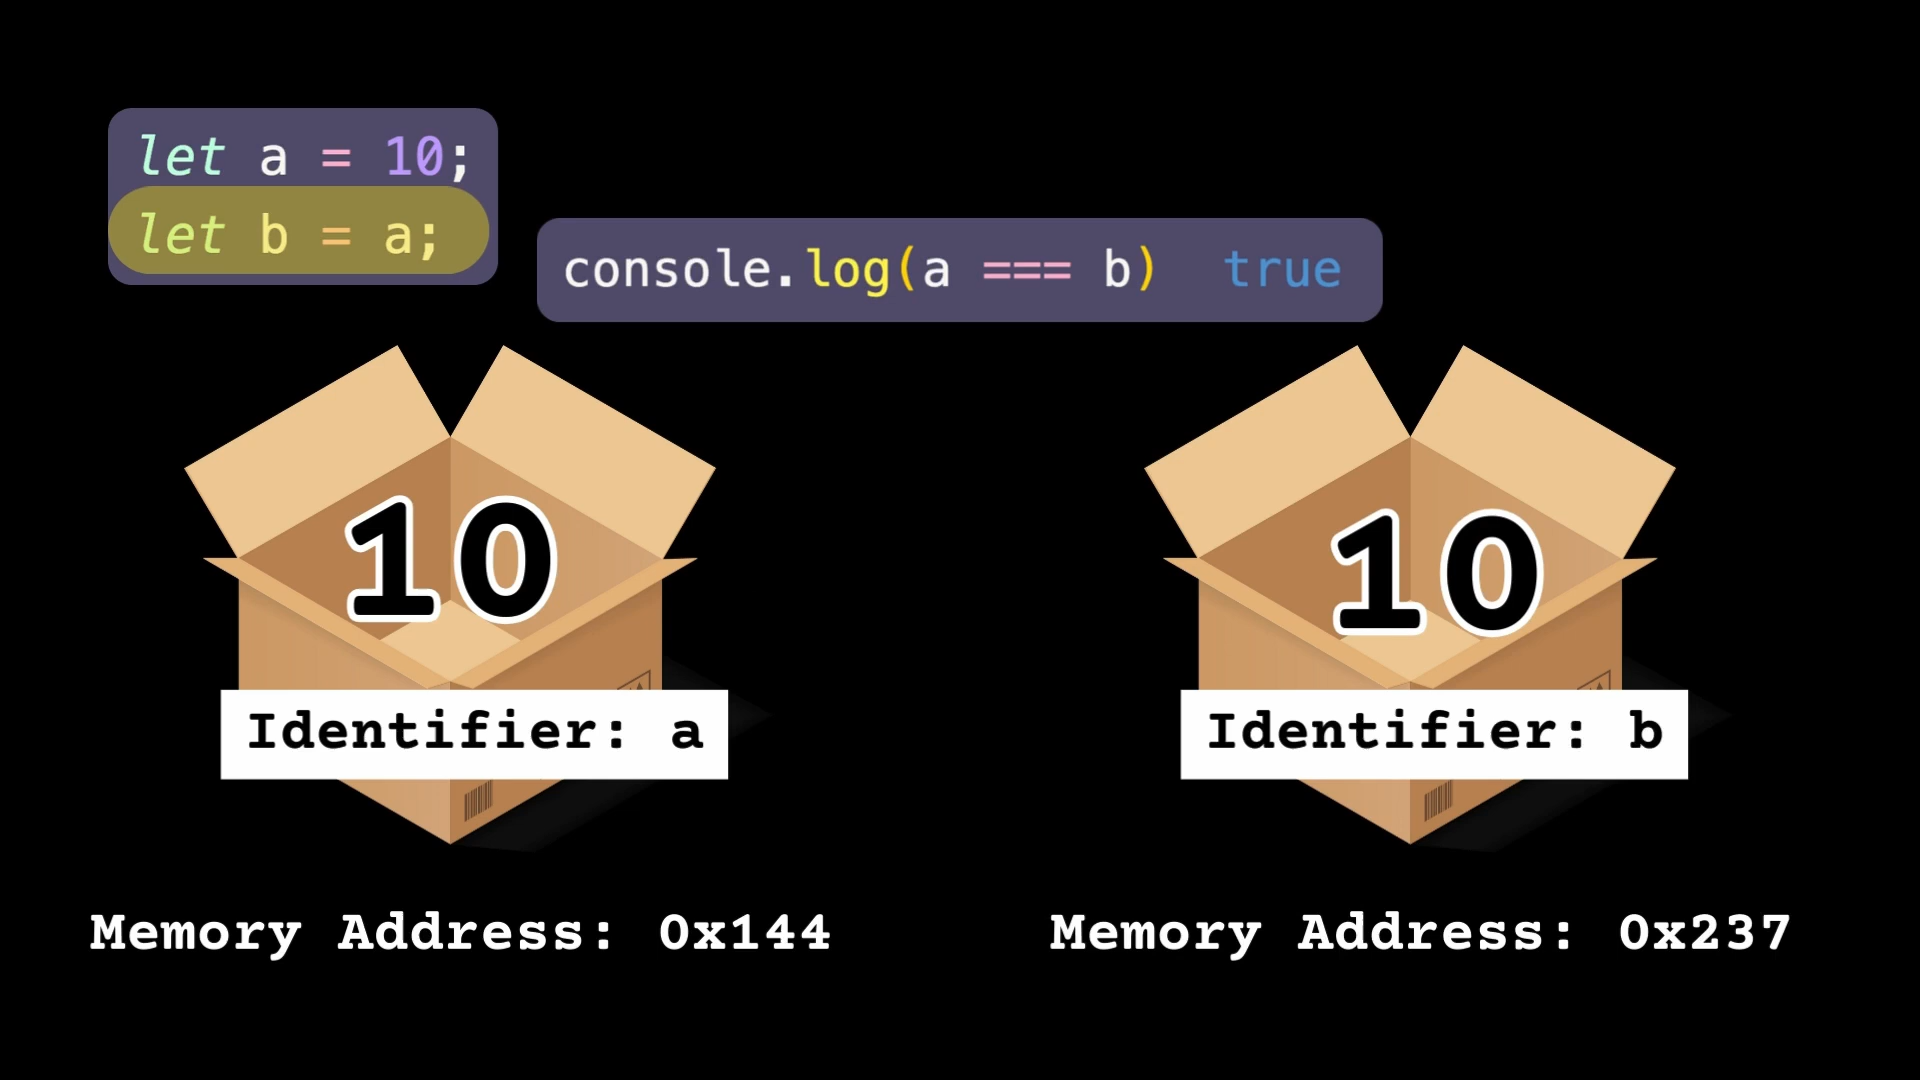 let a = 10;
let b = a;
console.log(a === b) true
10
10
Identifier: a
Identifier: b
Memory Address: 0x144
Memory Address: 0x237